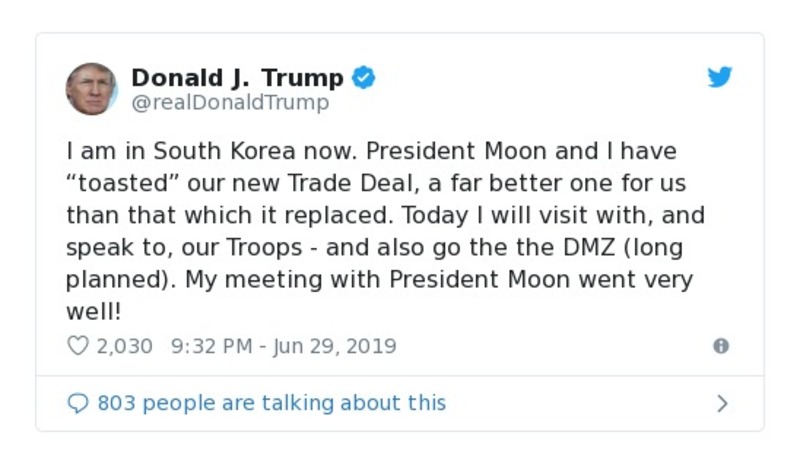 Donald J. Trump
@realDonaldTrump
I am in South Korea now. President Moon and I have
“toasted” our new Trade Deal, a far better one for us
than that which it replaced. Today I will visit with, and
speak to, our Troops - and also go the the DMZ (long
planned). My meeting with President Moon went very
well!
2,030 9:32 PM - Jun 29, 2019
803 people are talking about this